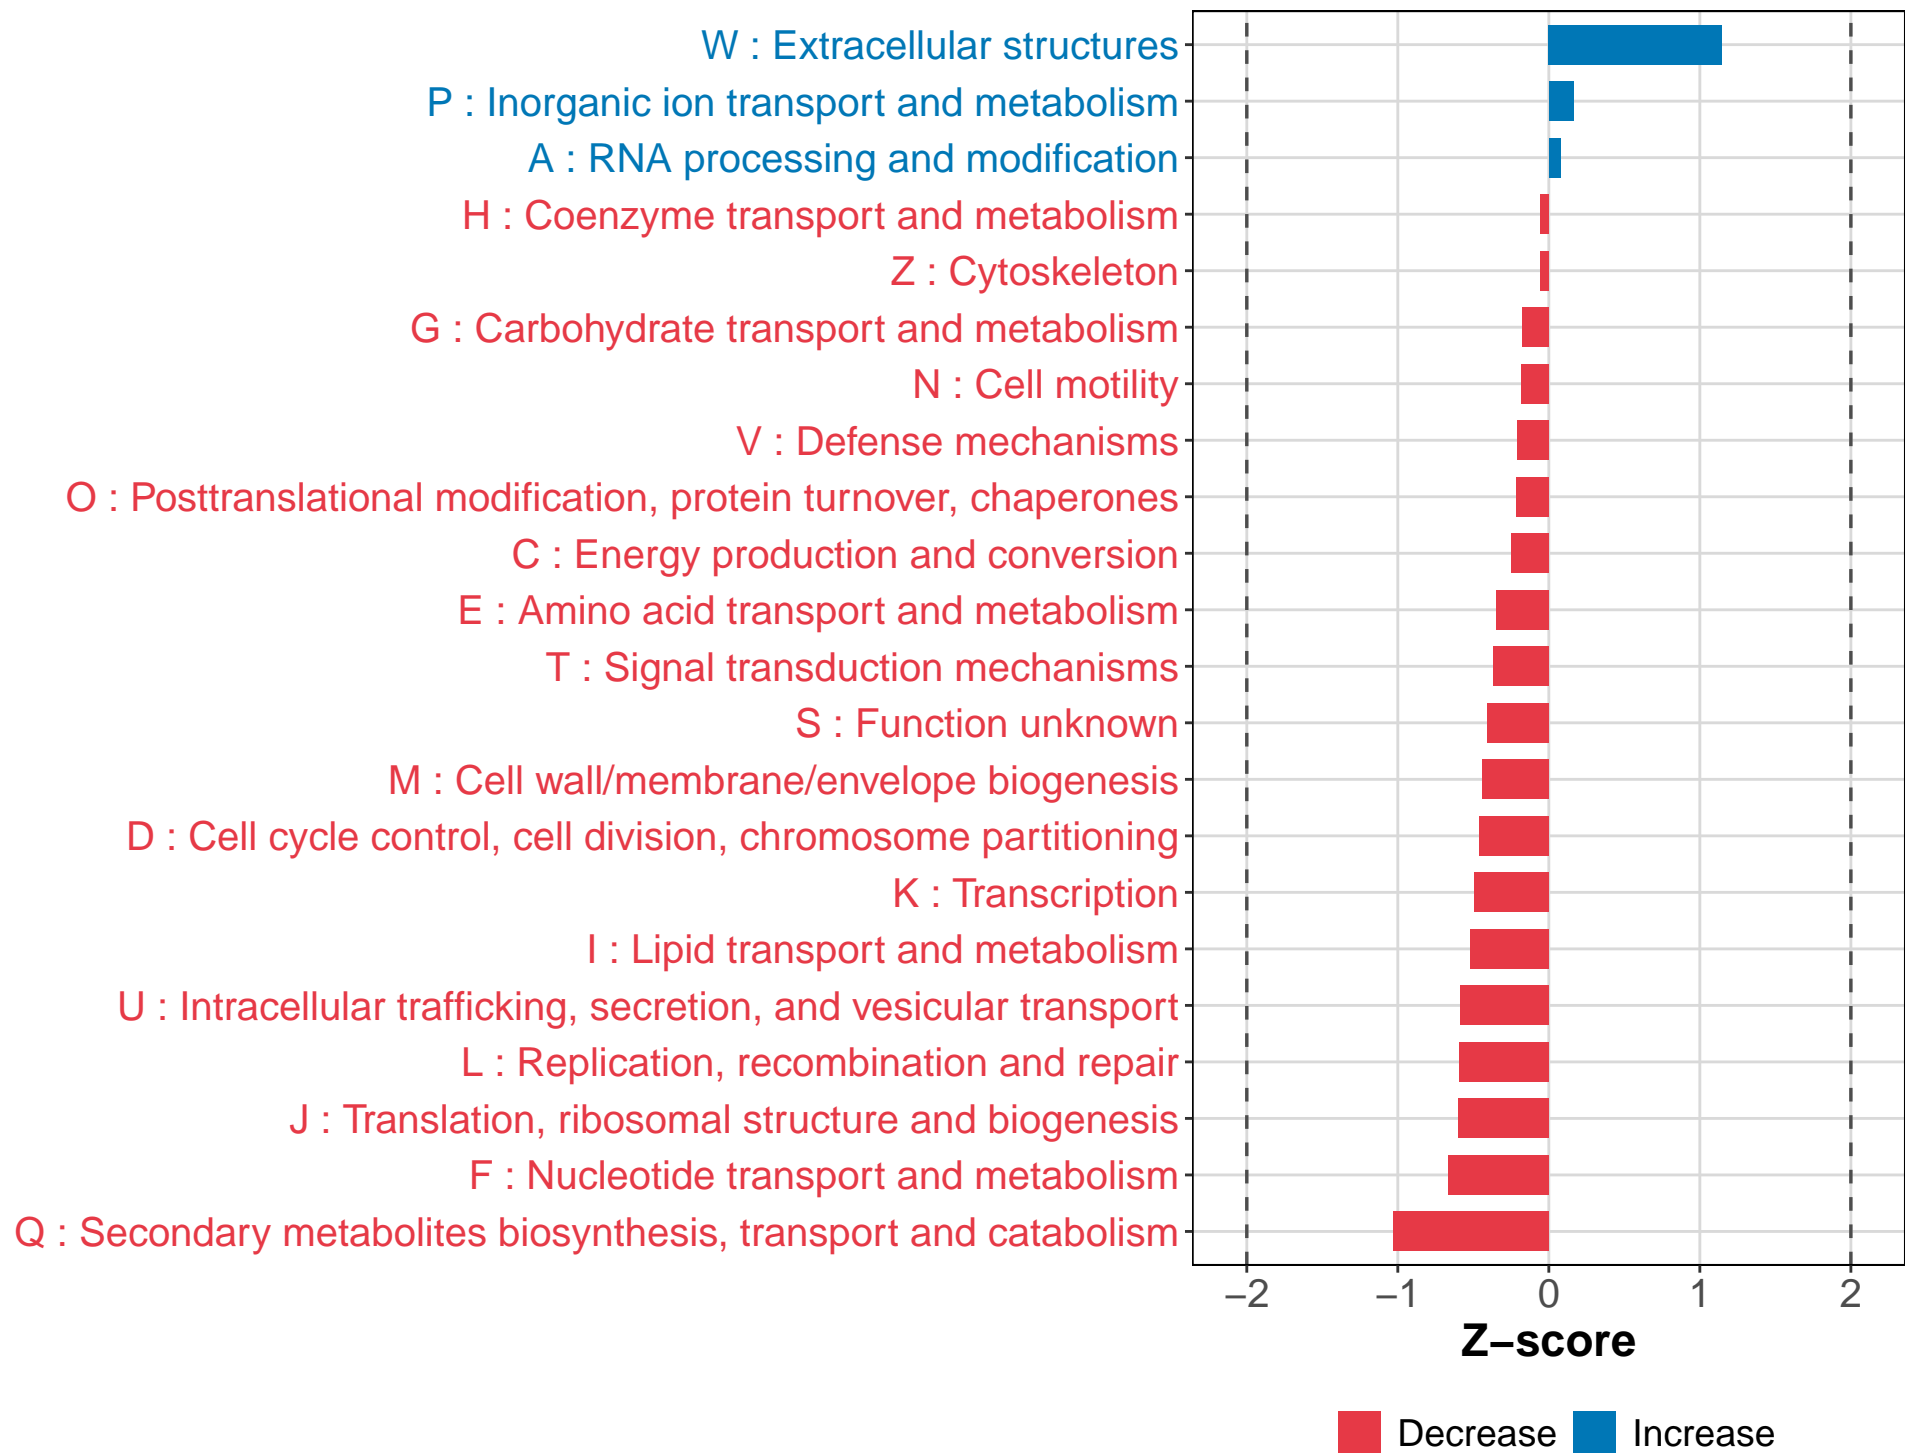 W : Extracellular structures
P : Inorganic ion transport and metabolism
A : RNA processing and modification
H : Coenzyme transport and metabolism
Z : Cytoskeleton
G : Carbohydrate transport and metabolism
N : Cell motility
V : Defense mechanisms
O : Posttranslational modification, protein turnover, chaperones
C : Energy production and conversion
E : Amino acid transport and metabolism
T : Signal transduction mechanisms
S : Function unknown
M : Cell wall/membrane/envelope biogenesis
D : Cell cycle control, cell division, chromosome partitioning
K : Transcription
I : Lipid transport and metabolism
U : Intracellular trafficking, secretion, and vesicular transport
L : Replication, recombination and repair
J : Translation, ribosomal structure and biogenesis
F : Nucleotide transport and metabolism
Q : Secondary metabolites biosynthesis, transport and catabolism
−2 −1 0 1 2
Z−score
Decrease Increase